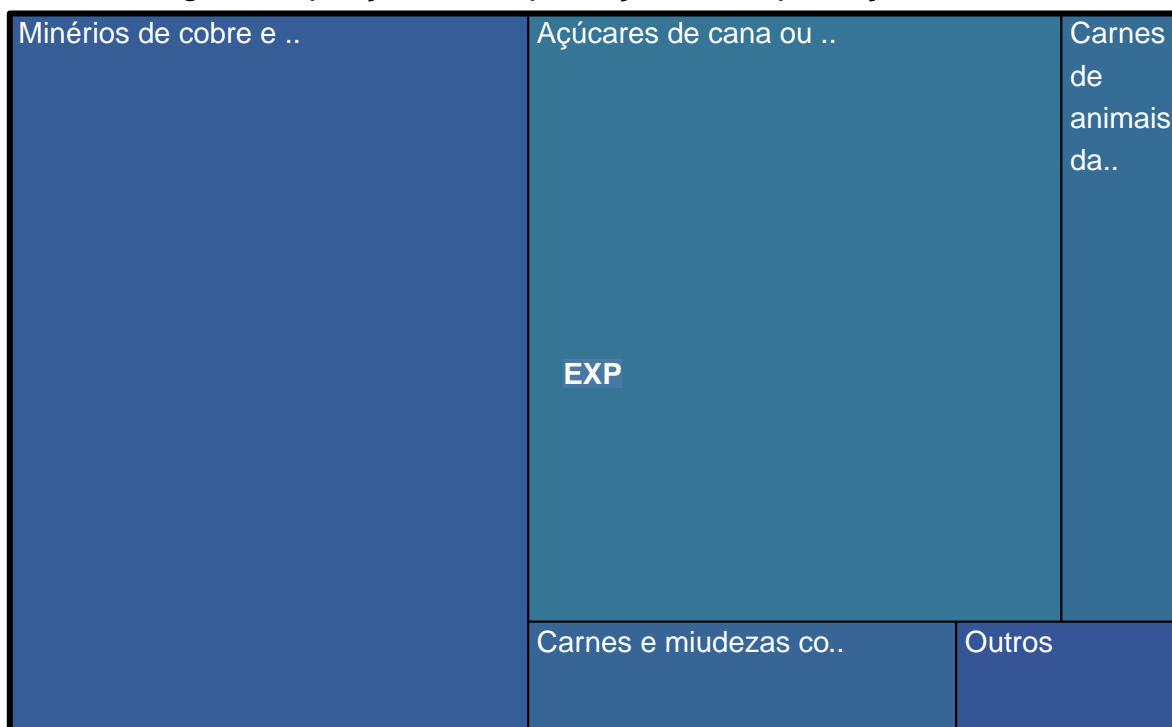 Minérios de cobre e ..
Açúcares de cana ou ..
Carnes
de
animais
da..
EXP
Carnes e miudezas co..
Outros